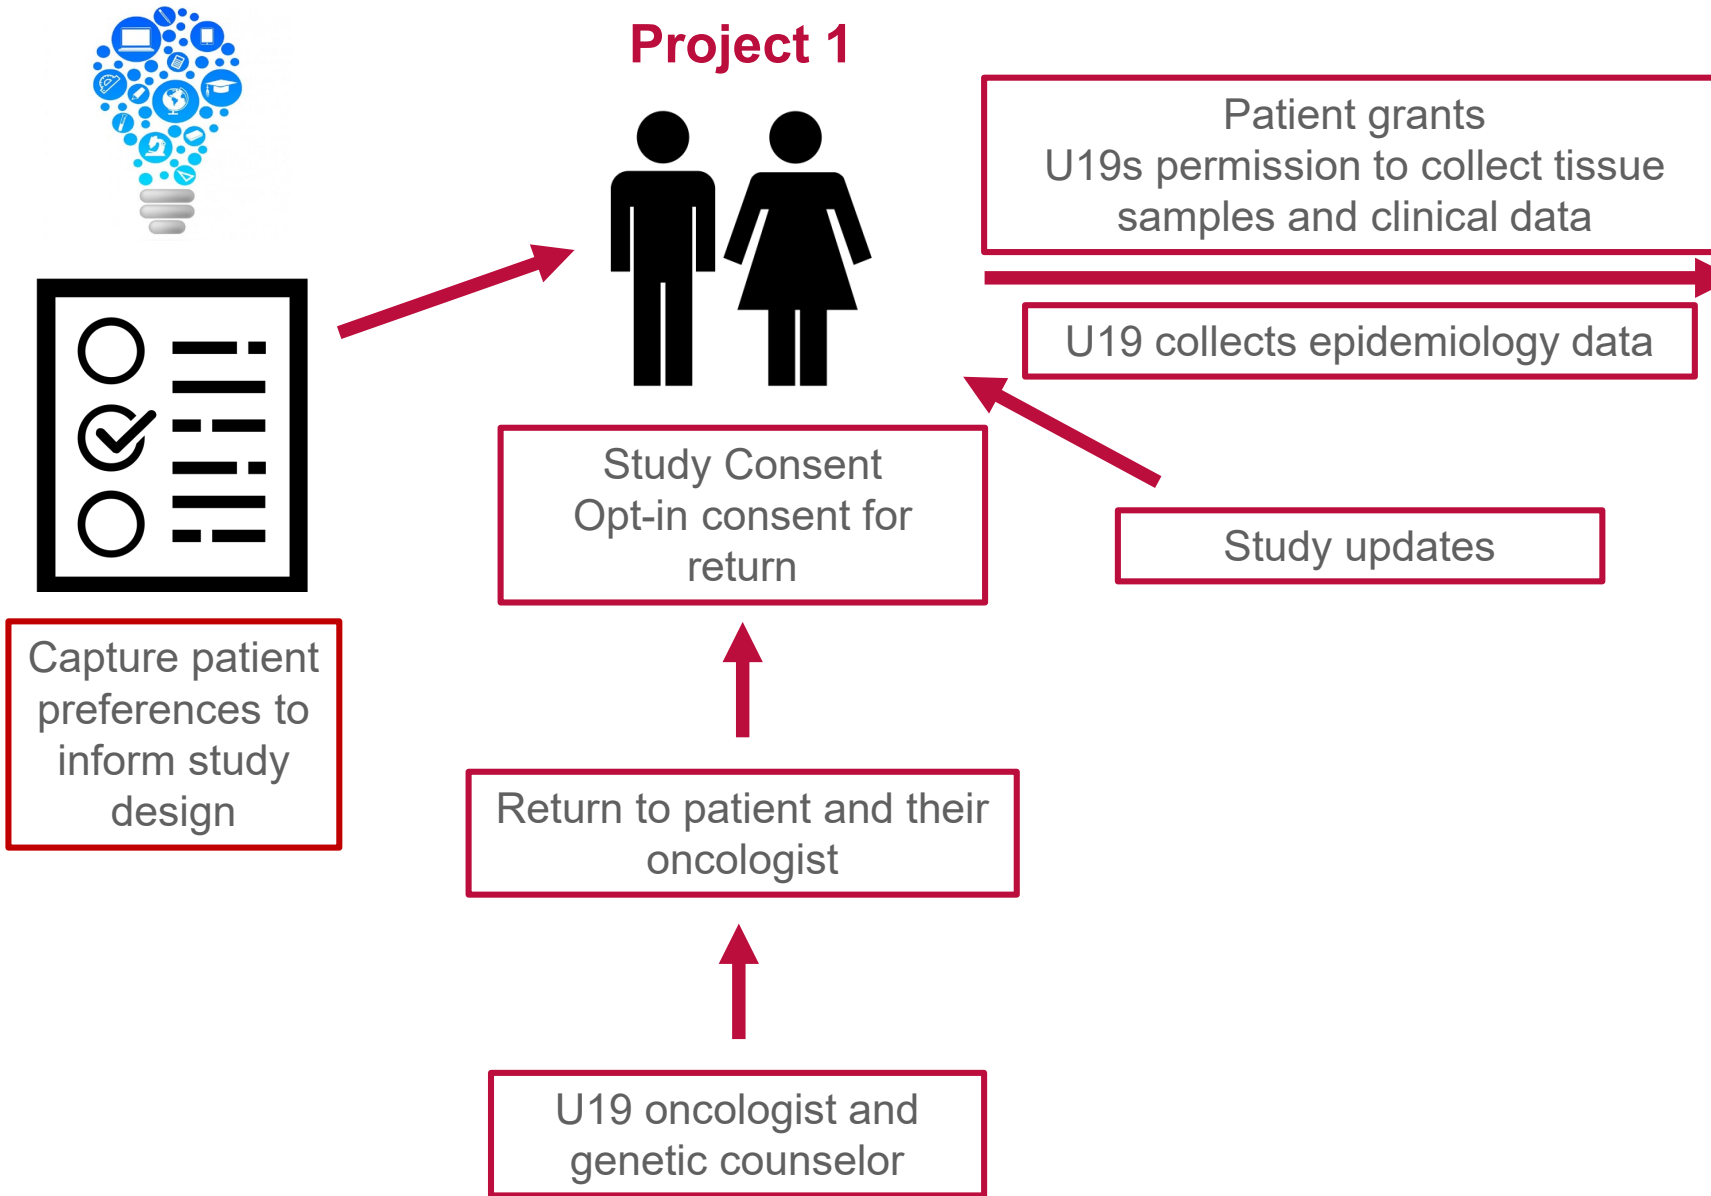 Project 1
Patient grants
U19s permission to collect tissue
samples and clinical data
U19 collects epidemiology data
Study Consent
Opt-in consent for
return
Study updates
Capture patient
preferences to
inform study
design
Return to patient and their
oncologist
U19 oncologist and
genetic counselor